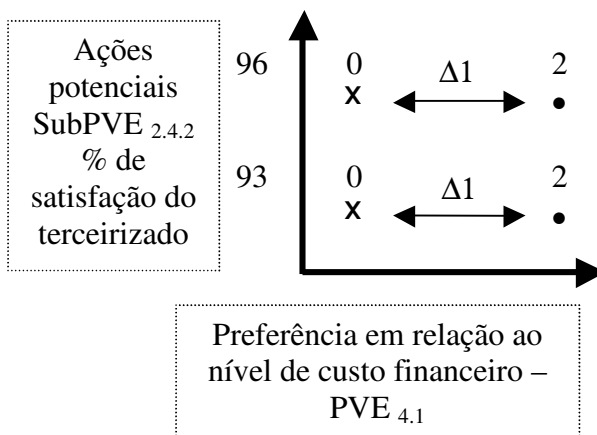 Ações
potenciais
SubPVE 2.4.2
% de
satisfação do
terceirizado
96 0 Δ1 2
x •
93 0 Δ1 2
x •
Preferência em relação ao
nível de custo financeiro –
PVE 4.1